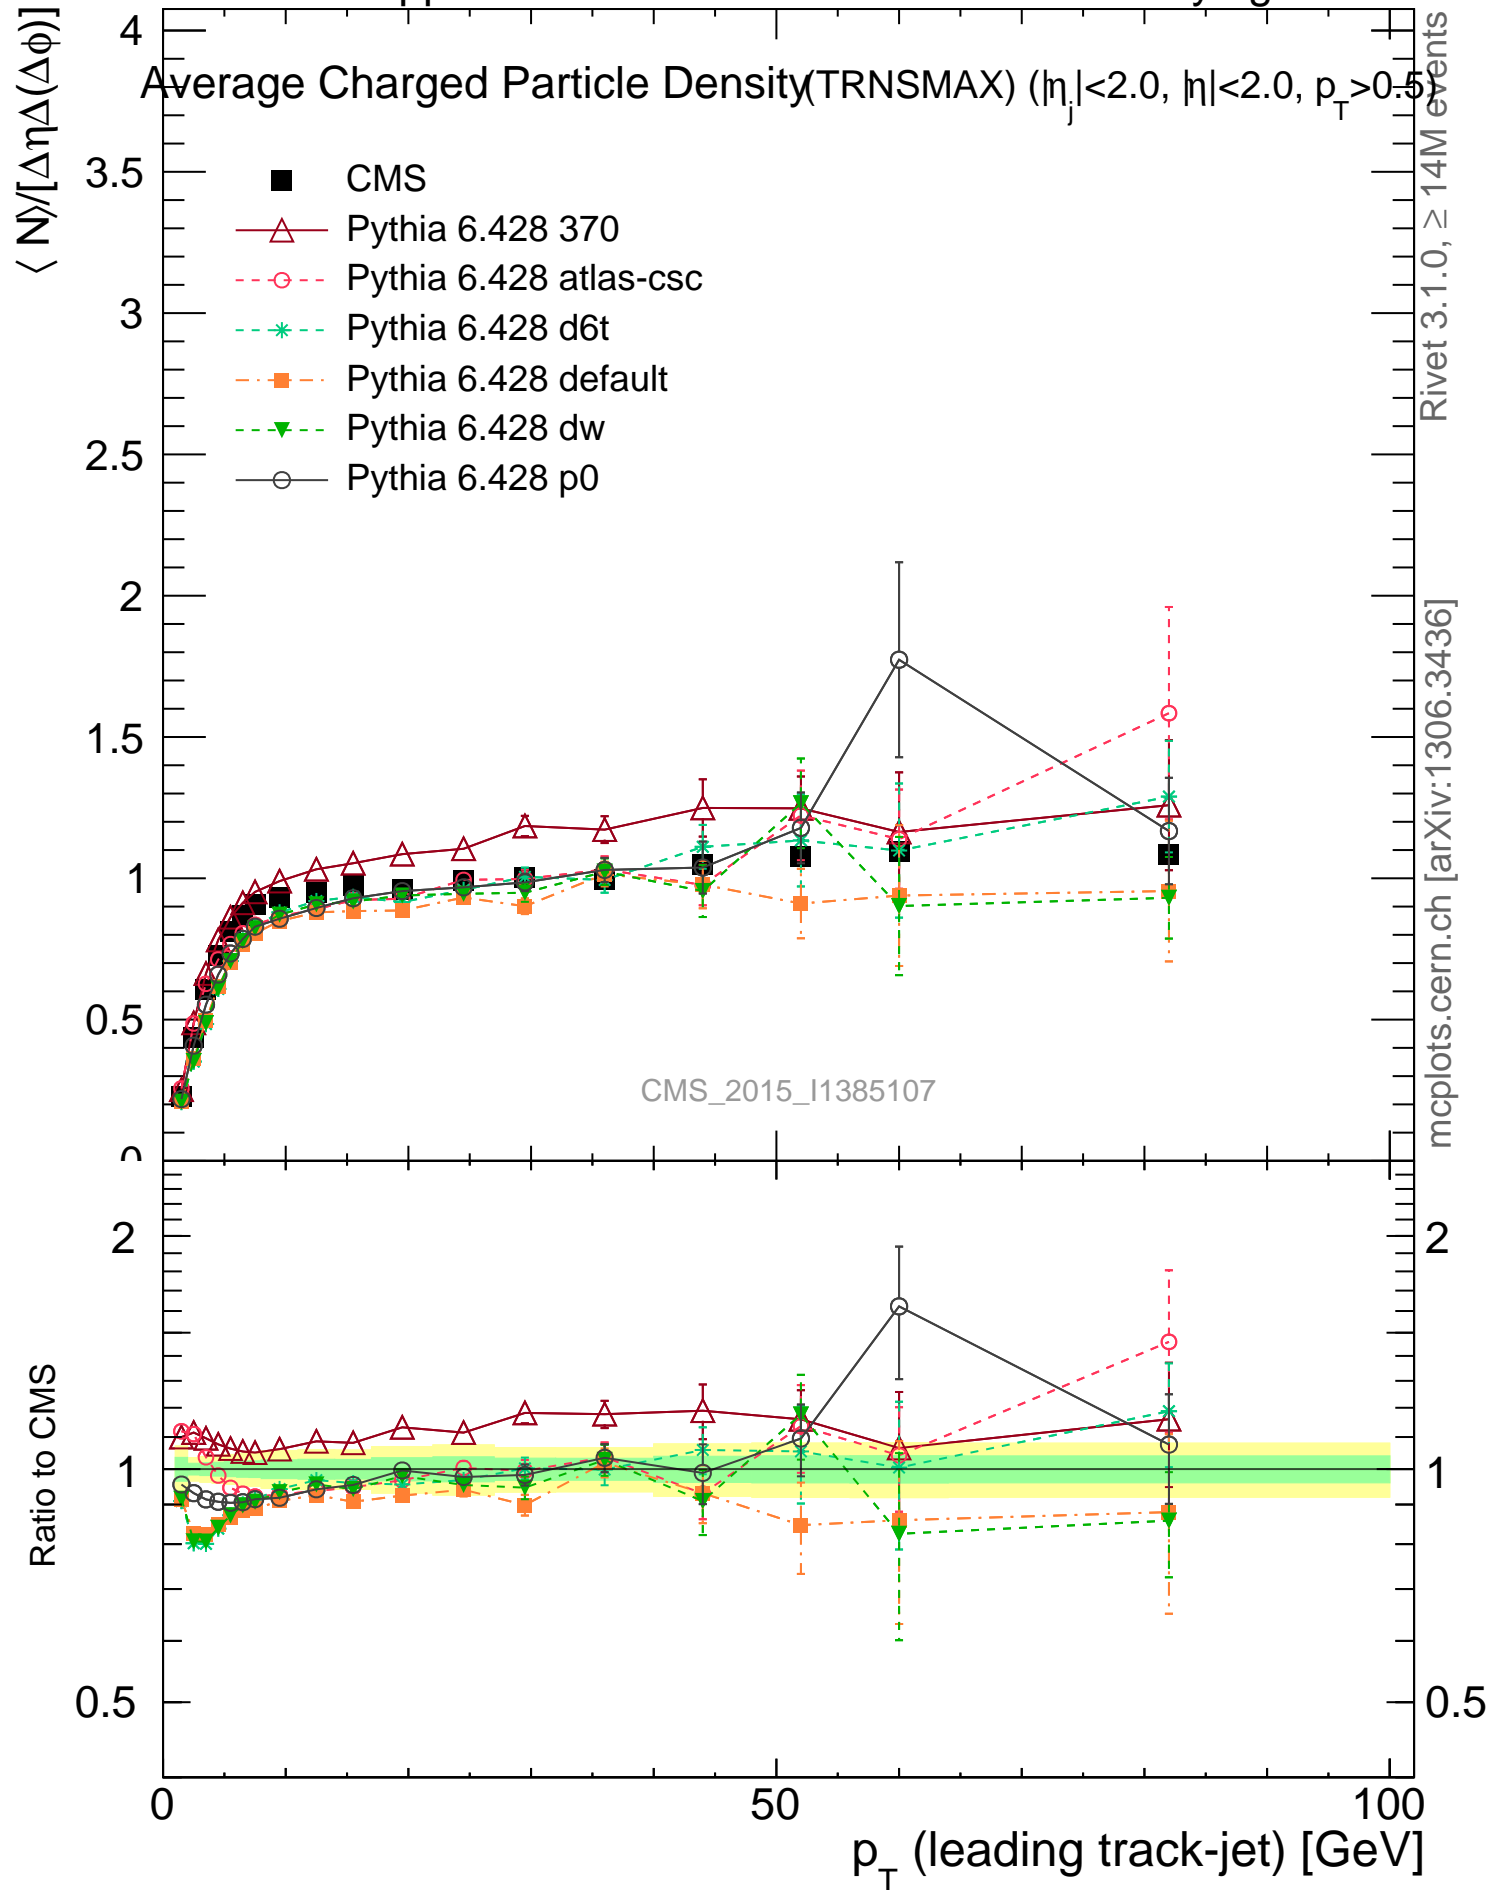 ⟨ N⟩/[ΔηΔ(Δϕ)]
Average Charged Particle Density (TRNSMAX) (|η_j|<2.0, |η|<2.0, p_T>0.5)
CMS
Pythia 6.428 370
Pythia 6.428 atlas-csc
Pythia 6.428 d6t
Pythia 6.428 default
Pythia 6.428 dw
Pythia 6.428 p0
4
3.5
3
2.5
2
1.5
1
0.5
0
CMS_2015_I1385107
Rivet 3.1.0, ≥ 14M events
mcplots.cern.ch [arXiv:1306.3436]
Ratio to CMS
2
1
0.5
2
1
0.5
0
50
100
p_T (leading track-jet) [GeV]